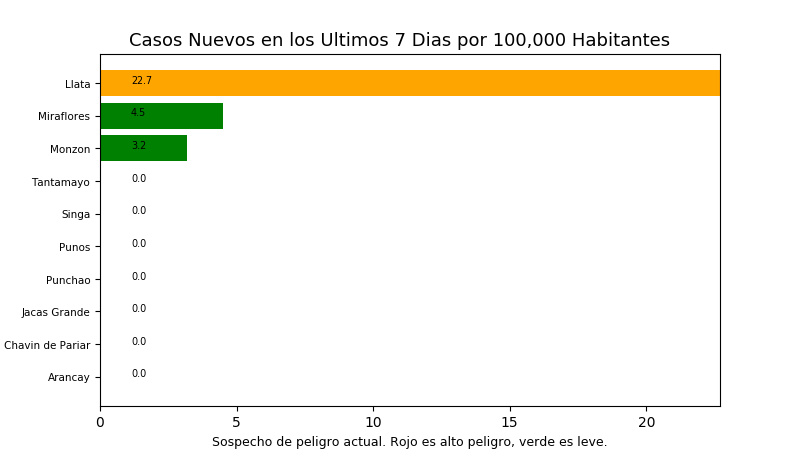 Casos Nuevos en los Ultimos 7 Dias por 100,000 Habitantes
Llata 22.7
Miraflores 4.5
Monzon 3.2
Tantamayo 0.0
Singa 0.0
Punos 0.0
Punchao 0.0
Jacas Grande 0.0
Chavin de Pariar 0.0
Arancay 0.0
0 5 10 15 20
Sospecho de peligro actual. Rojo es alto peligro, verde es leve.